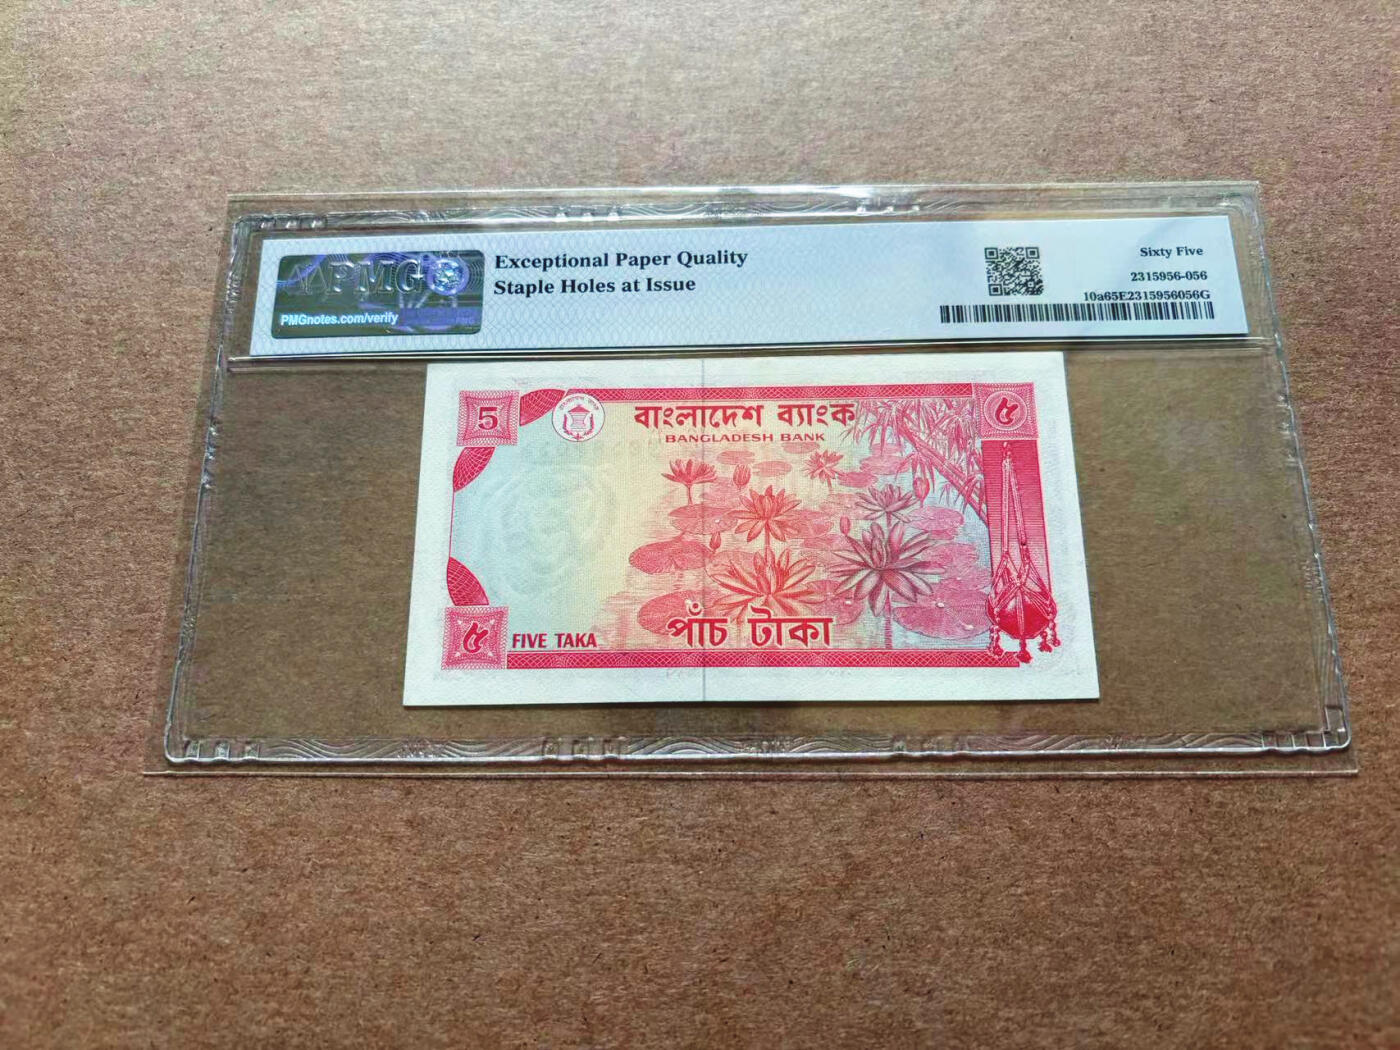 PMG
PMGnotes.com/verify
Exceptional Paper Quality
Staple Holes at Issue
Sixty Five
2315956-056
10a65E2315956056G
5
বাংলাদেশ ব্যাংক
BANGLADESH BANK
৫
৫
FIVE TAKA
পাঁচ টাকা